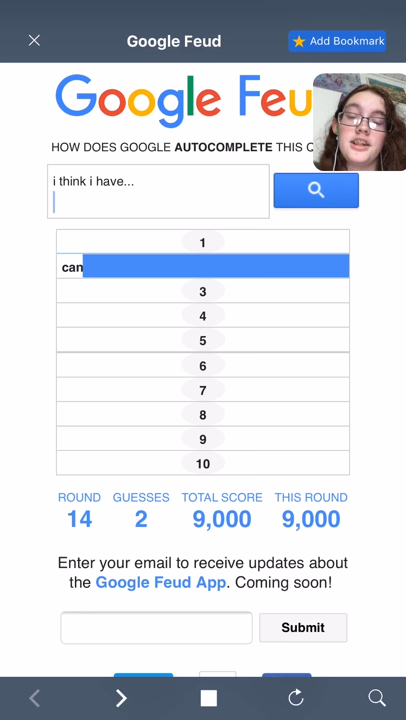 Google Feud
Add Bookmark
Google Feu
HOW DOES GOOGLE AUTOCOMPLETE THIS
i think i have...
1
can
3
4
5
6
7
8
9
10
ROUND GUESSES TOTAL SCORE THIS ROUND
14 2 9,000 9,000
Enter your email to receive updates about
the Google Feud App. Coming soon!
Submit